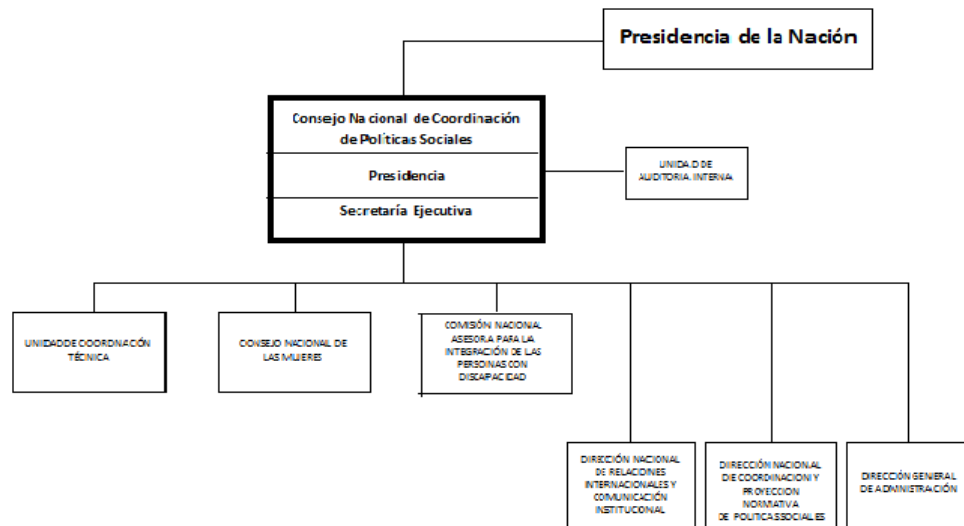 Presidencia de la Nación
Consejo Nacional de Coordinación
de Políticas Sociales
Presidencia
Secretaría Ejecutiva
UNIDAD DE
AUDITORIA INTERNA
UNIDAD DE COORDNACIÓN
TÉCNICA
CONSEJO NACIONAL DE
LAS MUJERES
COMISIÓN NACIONAL
ASESORA PARA LA
INTEGRACIÓN DE LAS
PERSONAS CON
DISCAPACIDAD
DIRECCIÓN NACIONAL
DE RELACIONES
INTERNACIONALES Y
COMUNICACIÓN
INSTITUCIONAL
DIRECCIÓN NACIONAL
DE COORDINACION Y
PROYECCION
NORMATIVA
DE POLITICAS SOCIALES
DIRECCIÓN GENERAL
DE ADMINISTRACIÓN